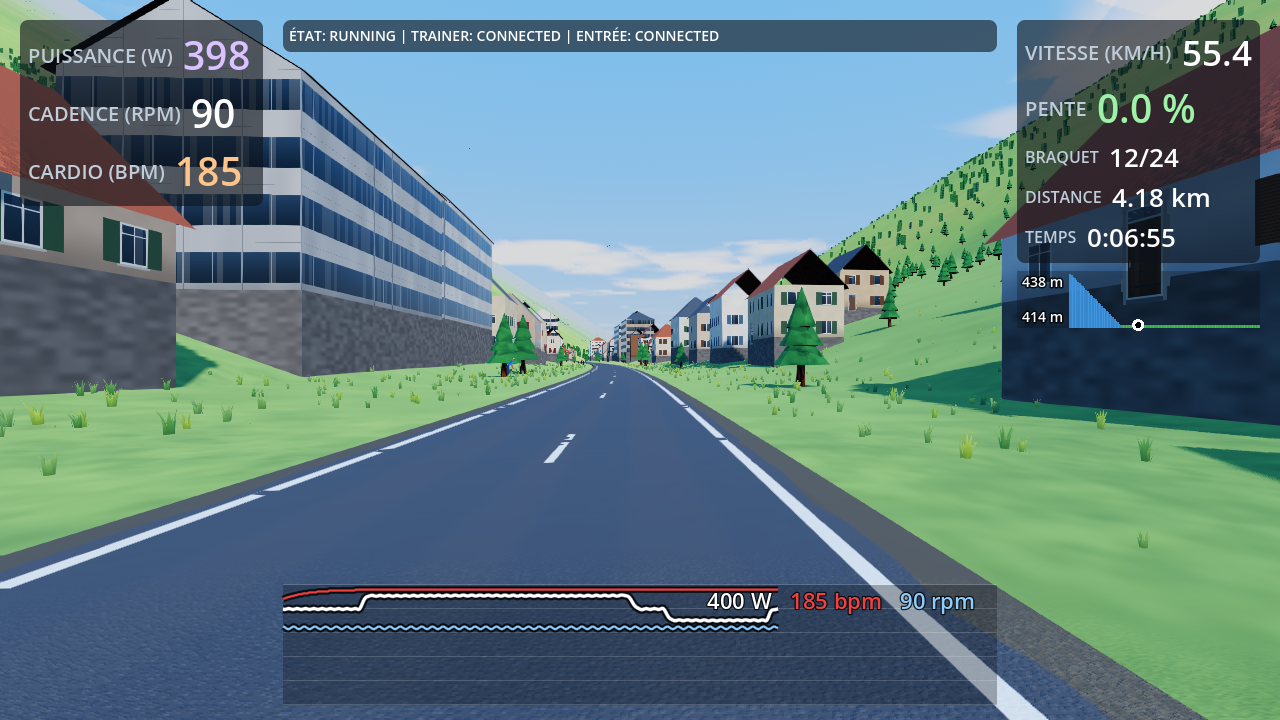 PUISSANCE (W) 398
CADENCE (RPM) 90
CARDIO (BPM) 185
ÉTAT: RUNNING | TRAINER: CONNECTED | ENTRÉE: CONNECTED
VITESSE (KM/H) 55.4
PENTE 0.0 %
BRAQUET 12/24
DISTANCE 4.18 km
TEMPS 0:06:55
438 m
414 m
400 W 185 bpm 90 rpm